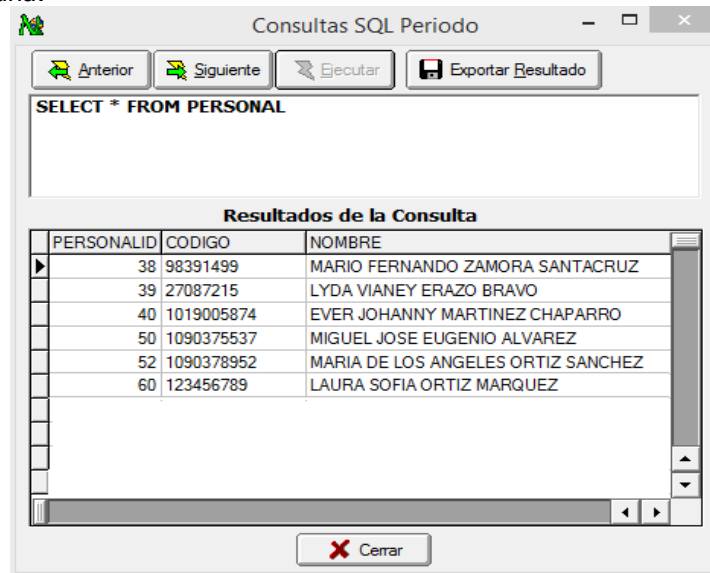 Consultas SQL Periodo
Anterior Siguiente Ejecutar Exportar Resultado
SELECT * FROM PERSONAL
Resultados de la Consulta
PERSONALID CODIGO NOMBRE
38 98391499 MARIO FERNANDO ZAMORA SANTACRUZ
39 27087215 LYDA VIANEY ERAZO BRAVO
40 1019005874 EVER JOHANNY MARTINEZ CHAPARRO
50 1090375537 MIGUEL JOSE EUGENIO ALVAREZ
52 1090378952 MARIA DE LOS ANGELES ORTIZ SANCHEZ
60 123456789 LAURA SOFIA ORTIZ MARQUEZ
Cerrar